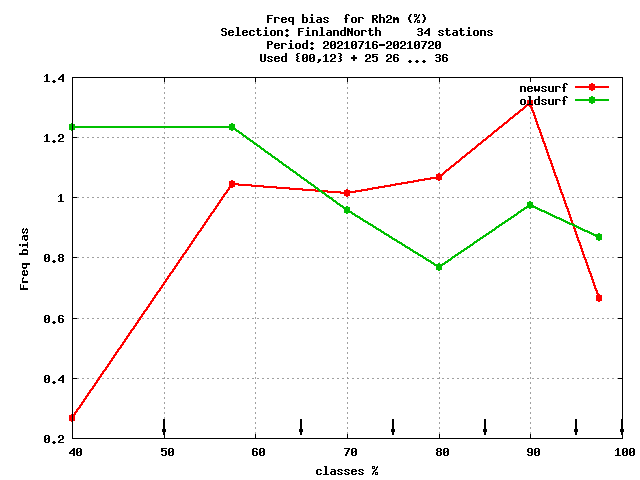 Freq bias  for Rh2m (%)
Selection: FinlandNorth     34 stations
Period: 20210716-20210720
Used {00,12} + 25 26 ... 36
newsurf
oldsurf
1.4
1.2
1
0.8
0.6
0.4
0.2
Freq bias
40 50 60 70 80 90 100
classes %